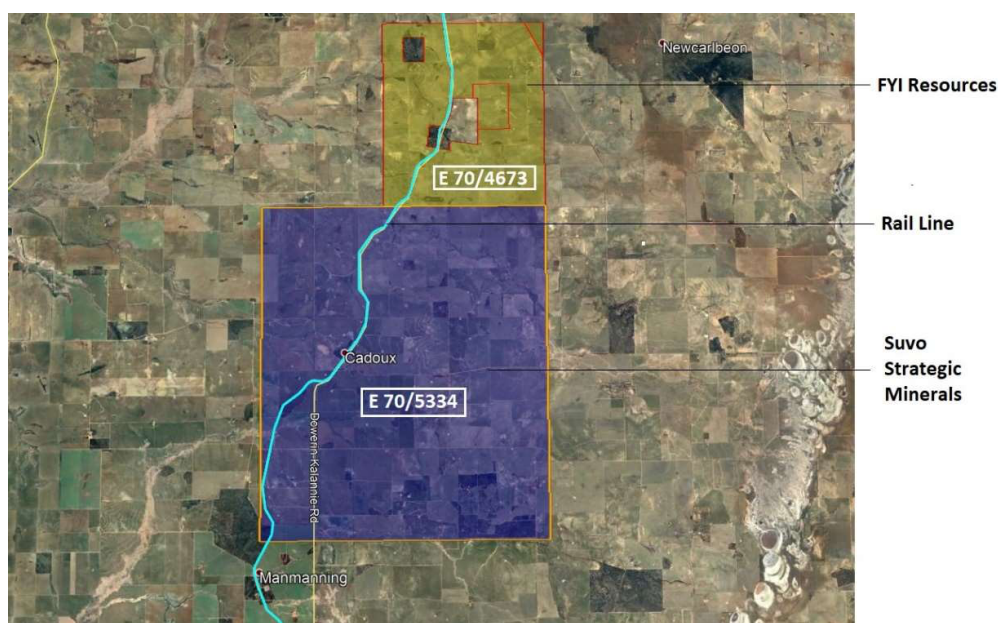 Newcarlbeon
FYI Resources
E 70/4673
Rail Line
Suvo
Strategic
Minerals
Cadoux
E 70/5334
Dowerin-Kalannie Rd
Manmanning